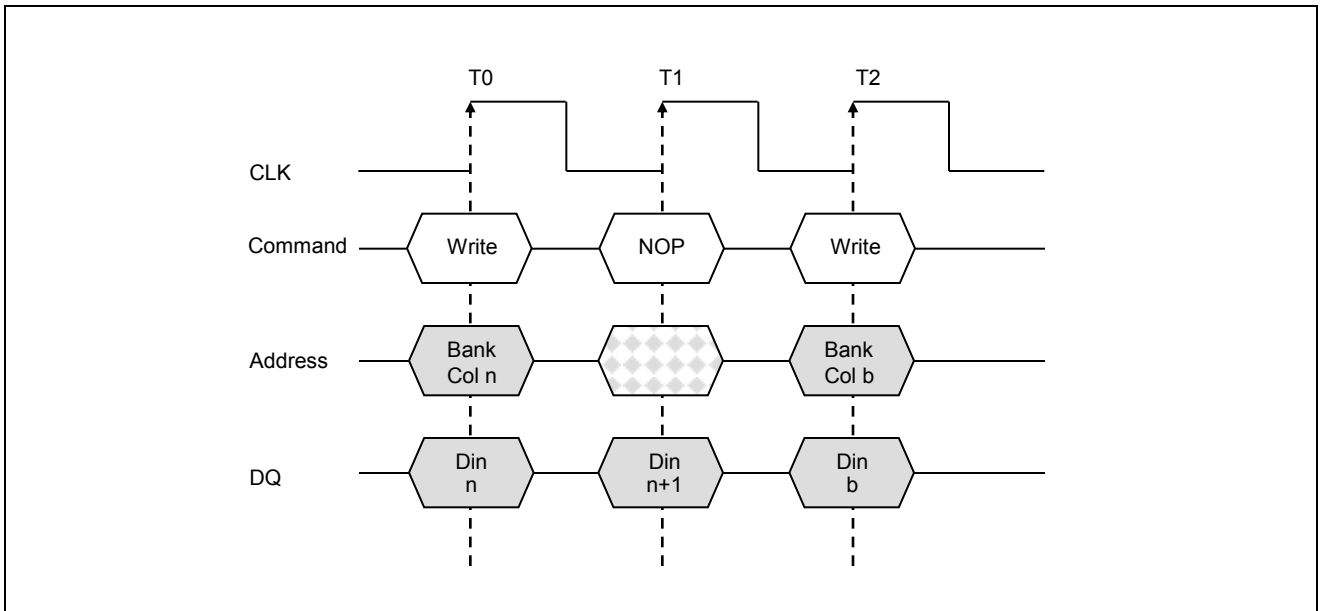 T0 T1 T2
CLK
Command Write NOP Write
Address Bank Col n Bank Col b
DQ Din n Din n+1 Din b